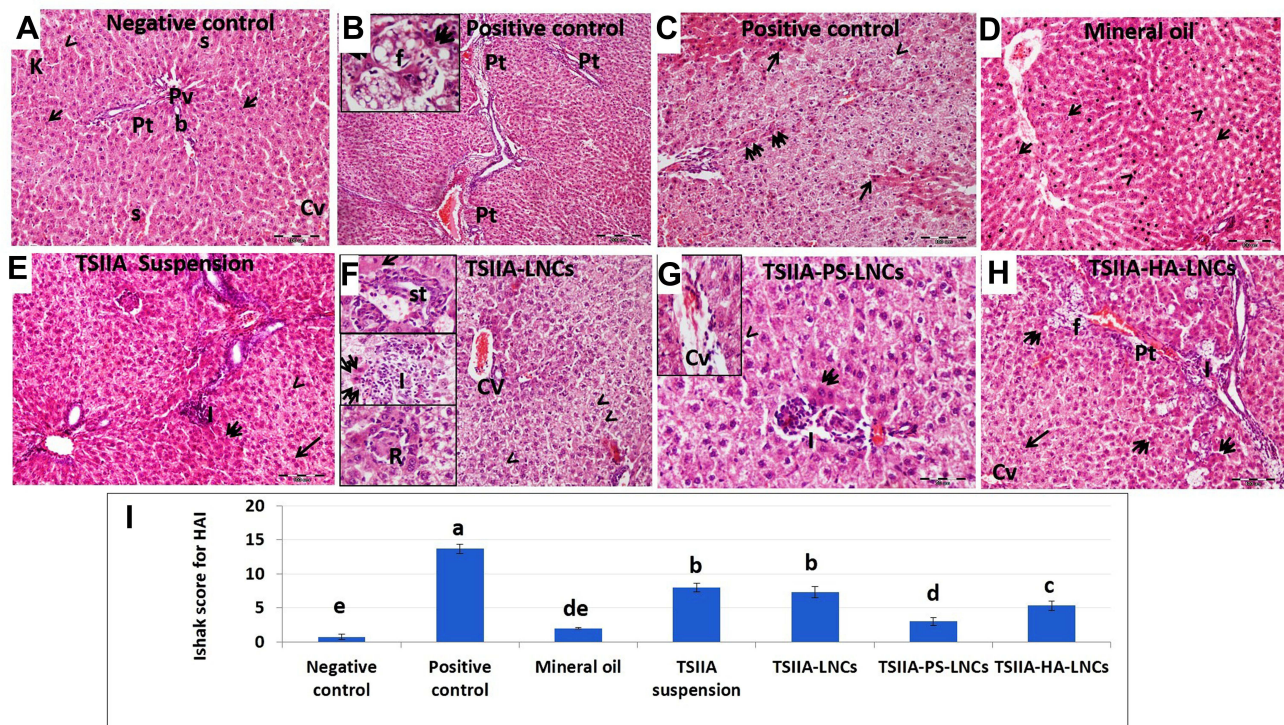 A Negative control
s
K
Pv
Pt b
s
Cv
B Positive control
f
Pt Pt
Pt
C Positive control
D Mineral oil
E TSIIA Suspension
I
F TSIIA-LNCs
st
I
CV
R
G TSIIA-PS-LNCs
Cv
I
H TSIIA-HA-LNCs
f
Pt
I
Cv
I
Ishak score for HAI
20
15
10
5
0
e
a
de
b
b
d
c
Negative control
Positive control
Mineral oil
TSIIA suspension
TSIIA-LNCs
TSIIA-PS-LNCs
TSIIA-HA-LNCs